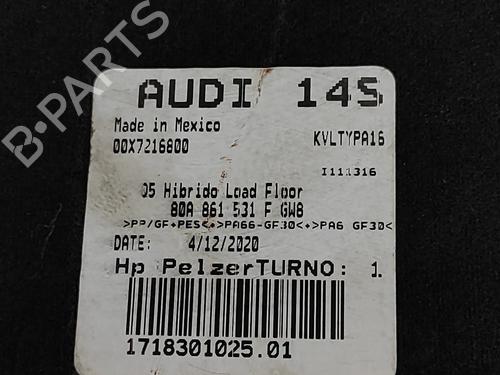 AUDI 14S
Made in Mexico KVLTYPA16
00X7216800
I111316
Q5 Hibrido Load Floor
80A 861 531 F GW8
>PP/GF+PES<+>PA66-GF30<+>PA6 GF30<
DATE: 4/12/2020
Hp PelzerTURNO: 1
1718301025.01
B-PARTS